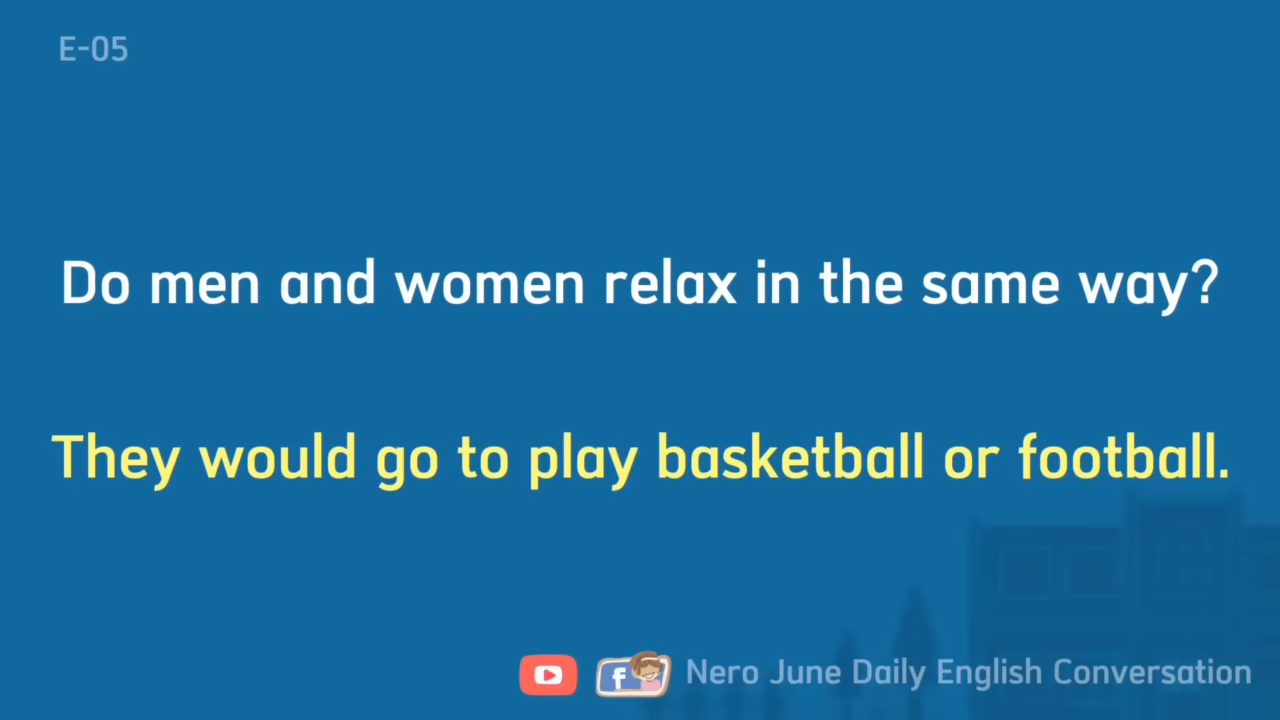 E-05
Do men and women relax in the same way?
They would go to play basketball or football.
f
Nero June Daily English Conversation